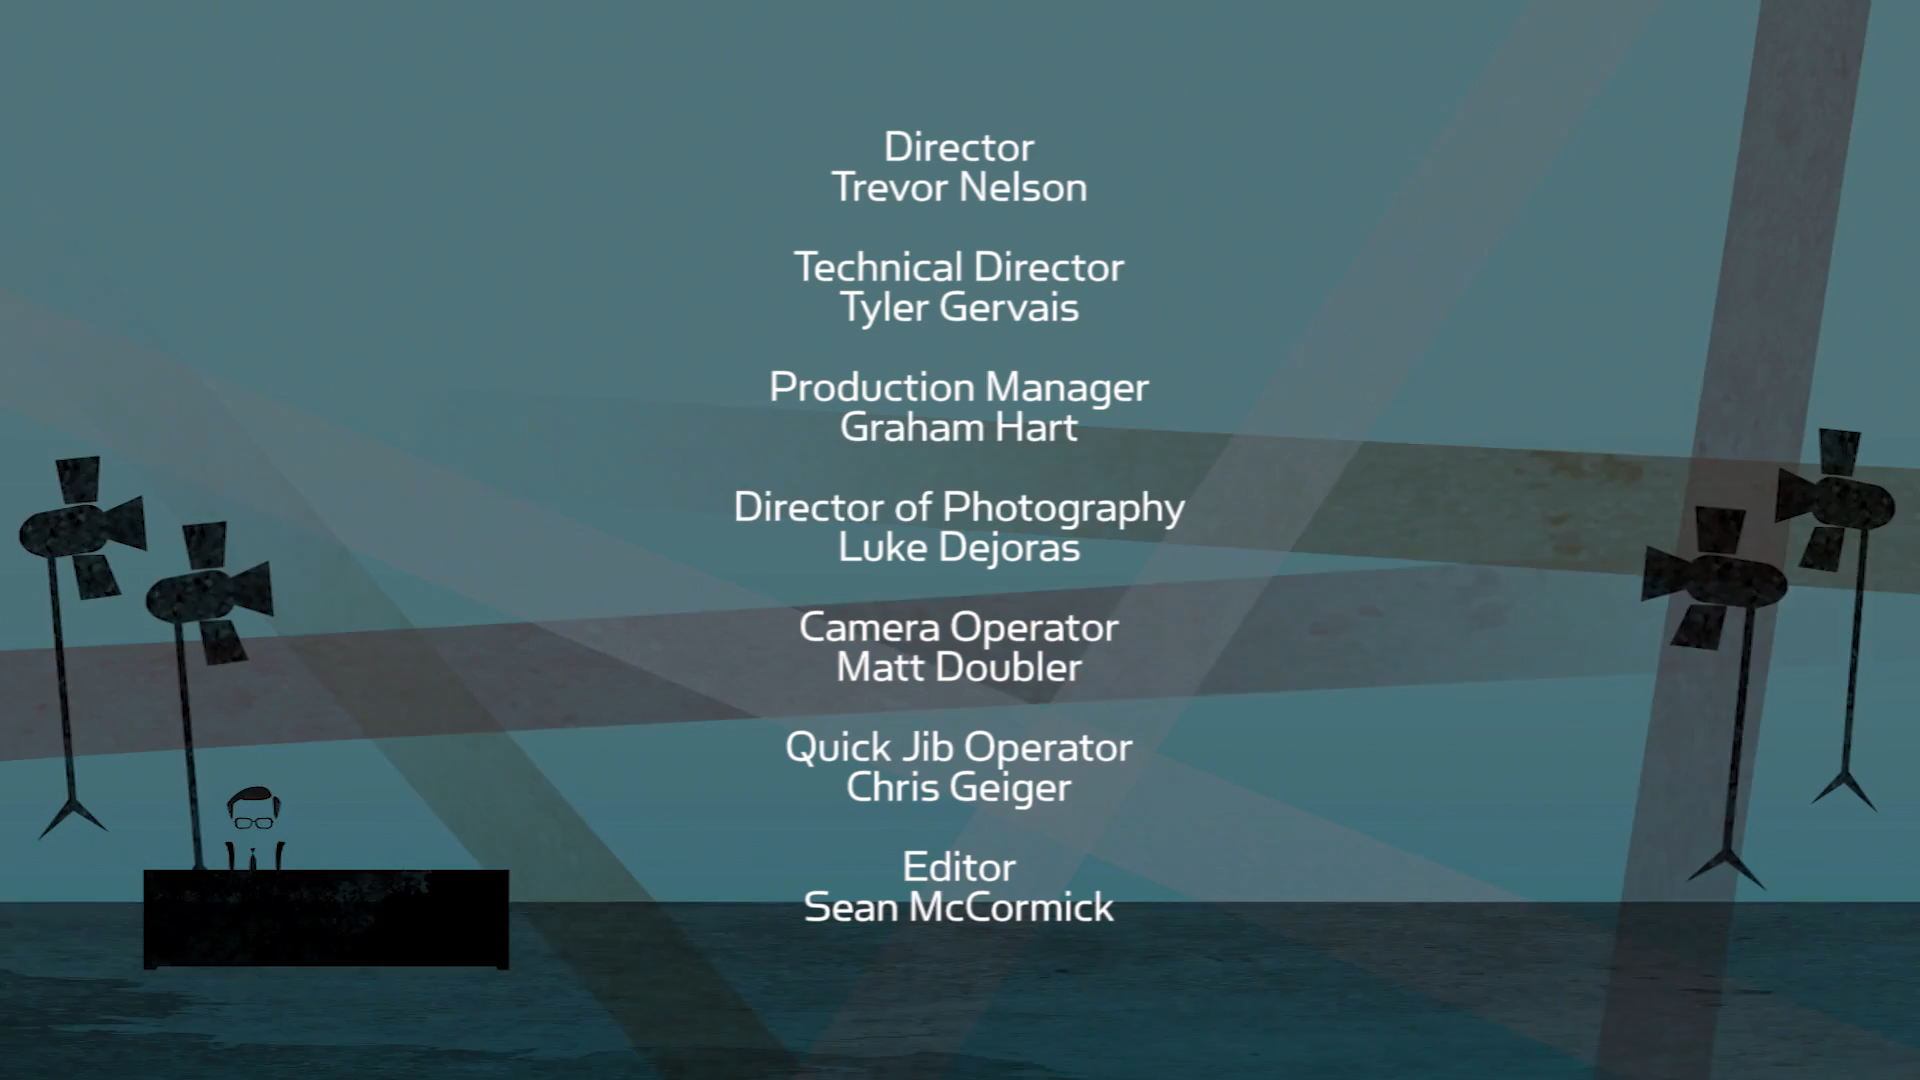 Director
Trevor Nelson
Technical Director
Tyler Gervais
Production Manager
Graham Hart
Director of Photography
Luke Dejoras
Camera Operator
Matt Doubler
Quick Jib Operator
Chris Geiger
Editor
Sean McCormick